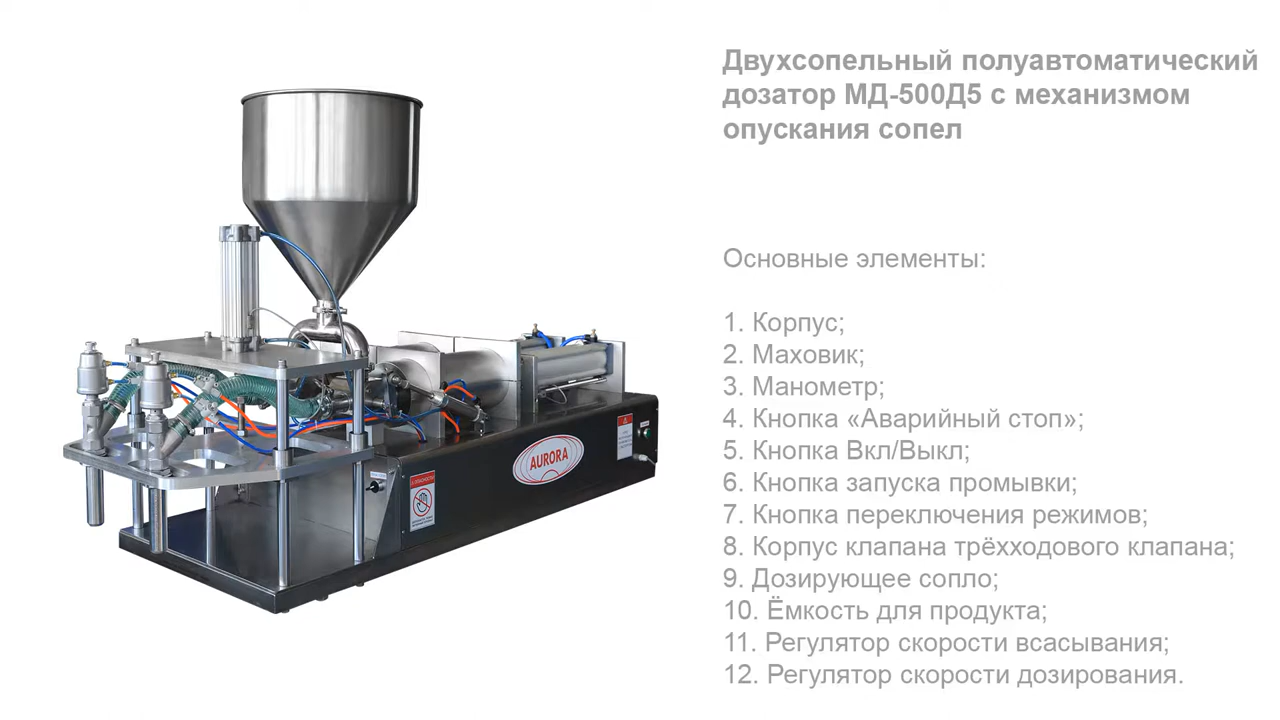 Двухсопельный полуавтоматический
дозатор МД-500Д5 с механизмом
опускания сопел
Основные элементы:
1. Корпус;
2. Маховик;
3. Манометр;
4. Кнопка «Аварийный стоп»;
5. Кнопка Вкл/Выкл;
6. Кнопка запуска промывки;
7. Кнопка переключения режимов;
8. Корпус клапана трёхходового клапана;
9. Дозирующее сопло;
10. Ёмкость для продукта;
11. Регулятор скорости всасывания;
12. Регулятор скорости дозирования.
AURORA